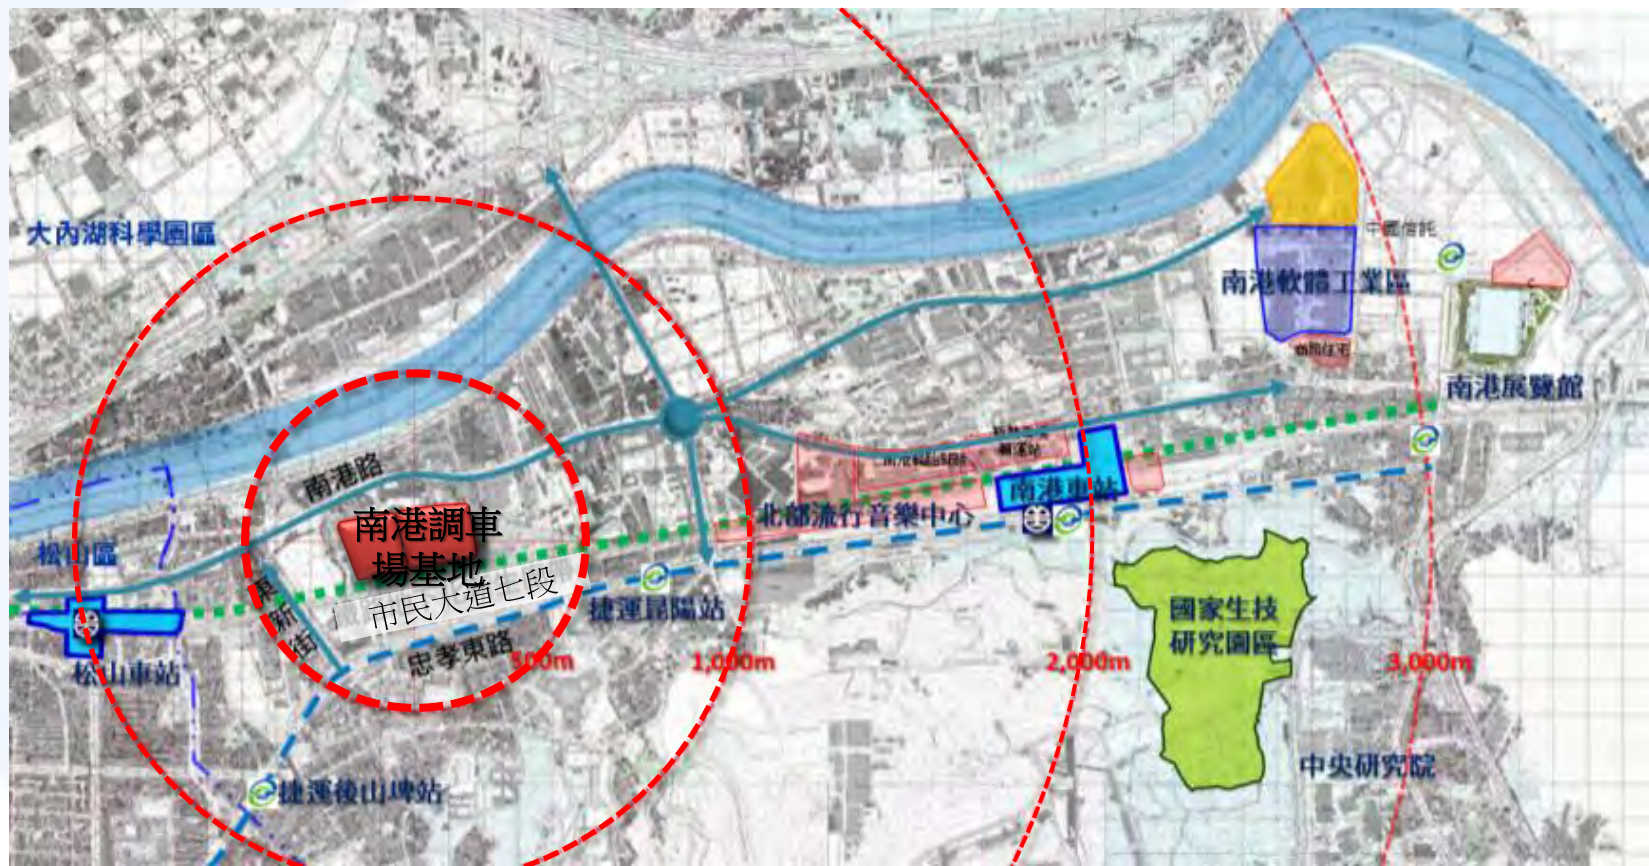 大內湖科學園區
中國信託
南港軟體工業區
南港展覽館
南港路
南港車站
南港調車
場基地
北部流行音樂中心
松山區
市民大道七段
東新街
捷運昆陽站
國家生技
研究園區
忠孝東路
500m
1,000m
2,000m
3,000m
松山車站
中央研究院
捷運後山埤站